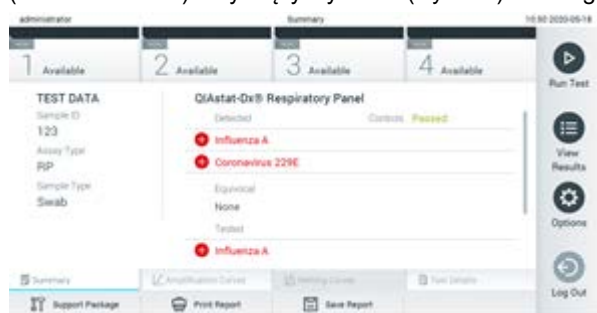 administrator Summary 10:50 2020-05-18
1 Available 2 Available 3 Available 4 Available
Run Test
TEST DATA
Sample ID
123
Assay Type
RP
Sample Type
Swab
QIAstat-Dx® Respiratory Panel
Detected Controls Passed
Influenza A
Coronavirus 229E
Equivocal
None
Tested
Influenza A
View
Results
Options
Log Out
Summary Amplification Curves Melting Curves Test Details
Support Package Print Report Save Report